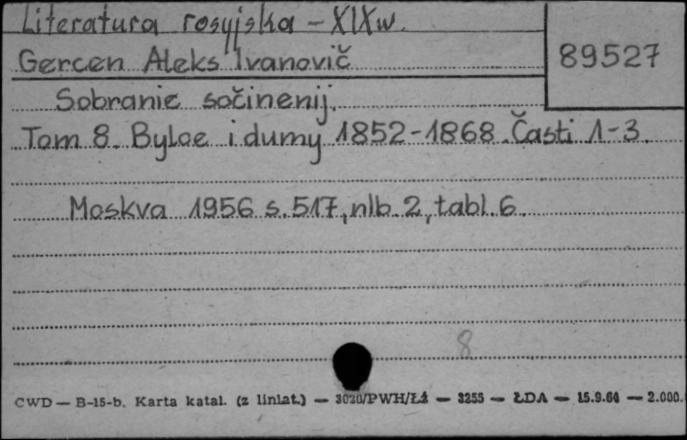 Literatura rosyjska - XIX w.
Gercen Aleks Ivanovič
89527
Sobranie sočinenij.
Tom 8. Byloe i dumy 1852-1868. Časti 1-3.
Moskva 1956 s. 517, nlb. 2, tabl. 6.
8
CWD — B-15-b. Karta katal. (z liniat.) — 3020/PWH/Łź — 3255 — ŁDA — 15.9.64 — 2.000.